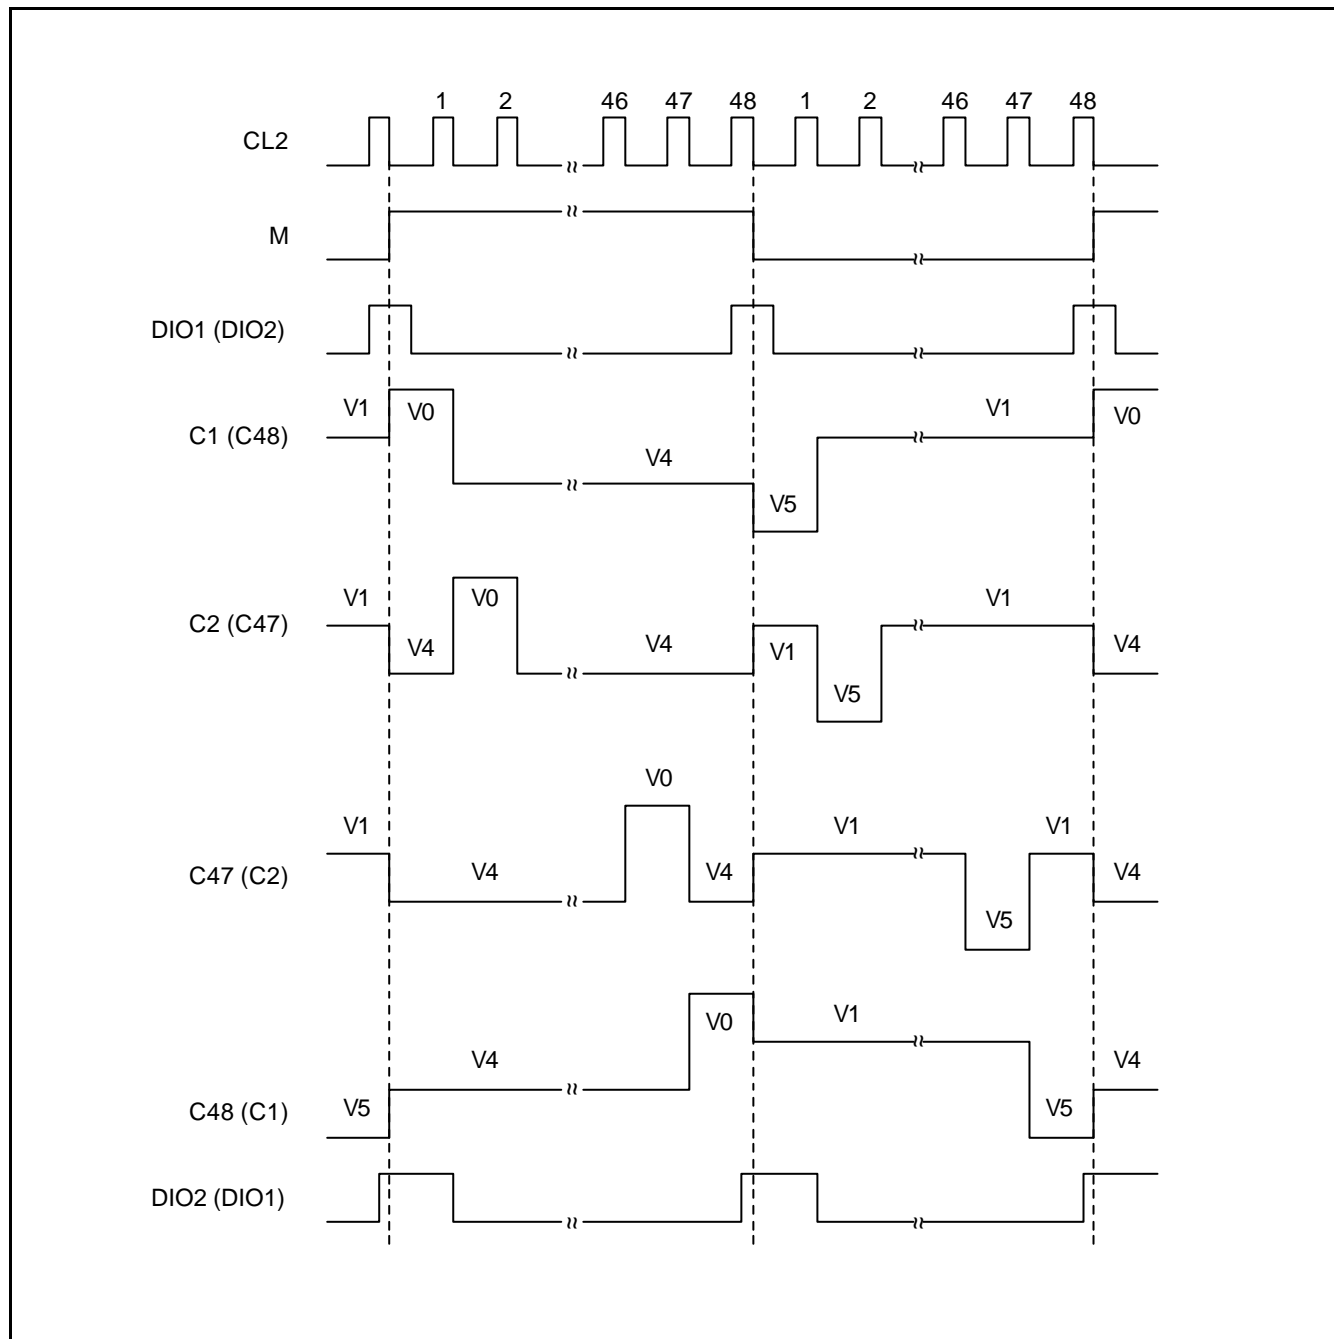 1 2 46 47 48 1 2 46 47 48
CL2
M
DIO1 (DIO2)
V1 V0 V1 V0
C1 (C48)
V4
V5
V1 V0 V1
C2 (C47)
V4 V4 V1 V4
V5
V0
V1 V1 V1
C47 (C2) V4 V4 V4
V5
V0 V1
V4 V4
C48 (C1) V5 V5
DIO2 (DIO1)